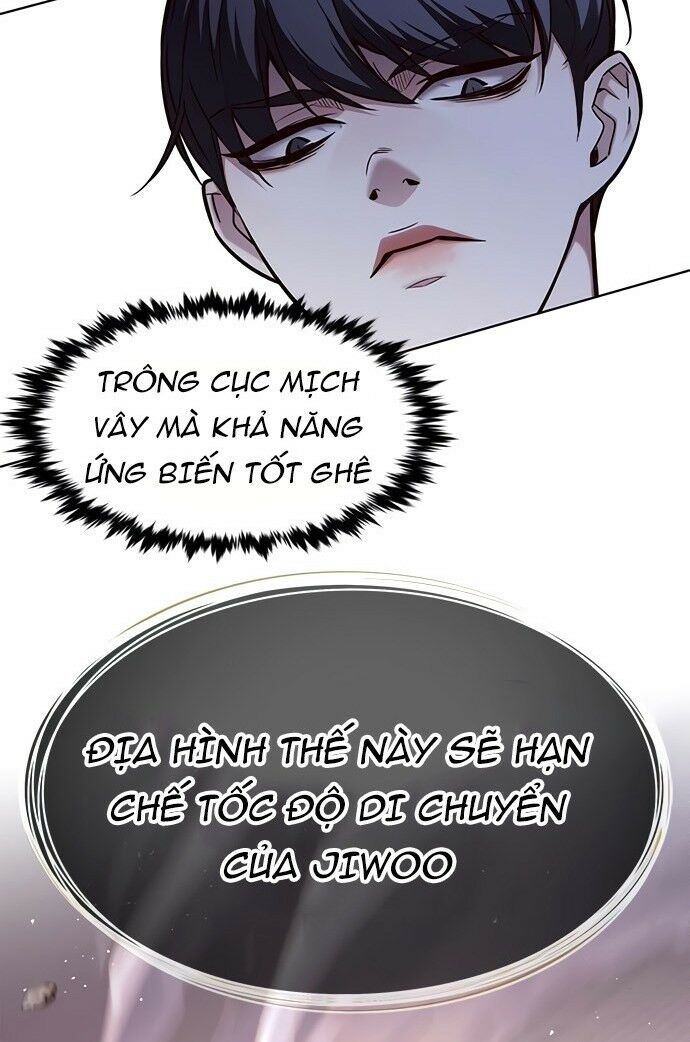 TRÔNG CỤC MỊCH
VÂY MÀ KHẢ NĂNG
ỨNG BIẾN TỐT GHÊ
ĐỊA HÌNH THẾ NÀY SẼ HẠN
CHẾ TỐC ĐỘ DI CHUYỂN
CỦA JIWOO